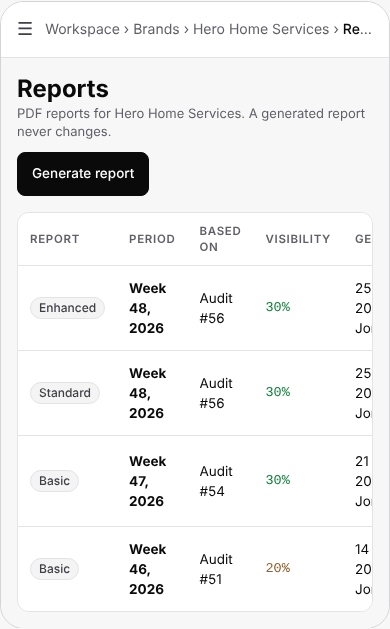 Workspace › Brands › Hero Home Services › Re...
Reports
PDF reports for Hero Home Services. A generated report
never changes.
Generate report
REPORT PERIOD BASED ON VISIBILITY GE
Enhanced Week 48, 2026 Audit #56 30% 25 20 Jo
Standard Week 48, 2026 Audit #56 30% 25 20 Jo
Basic Week 47, 2026 Audit #54 30% 21 20 Jo
Basic Week 46, 2026 Audit #51 20% 14 20 Jo